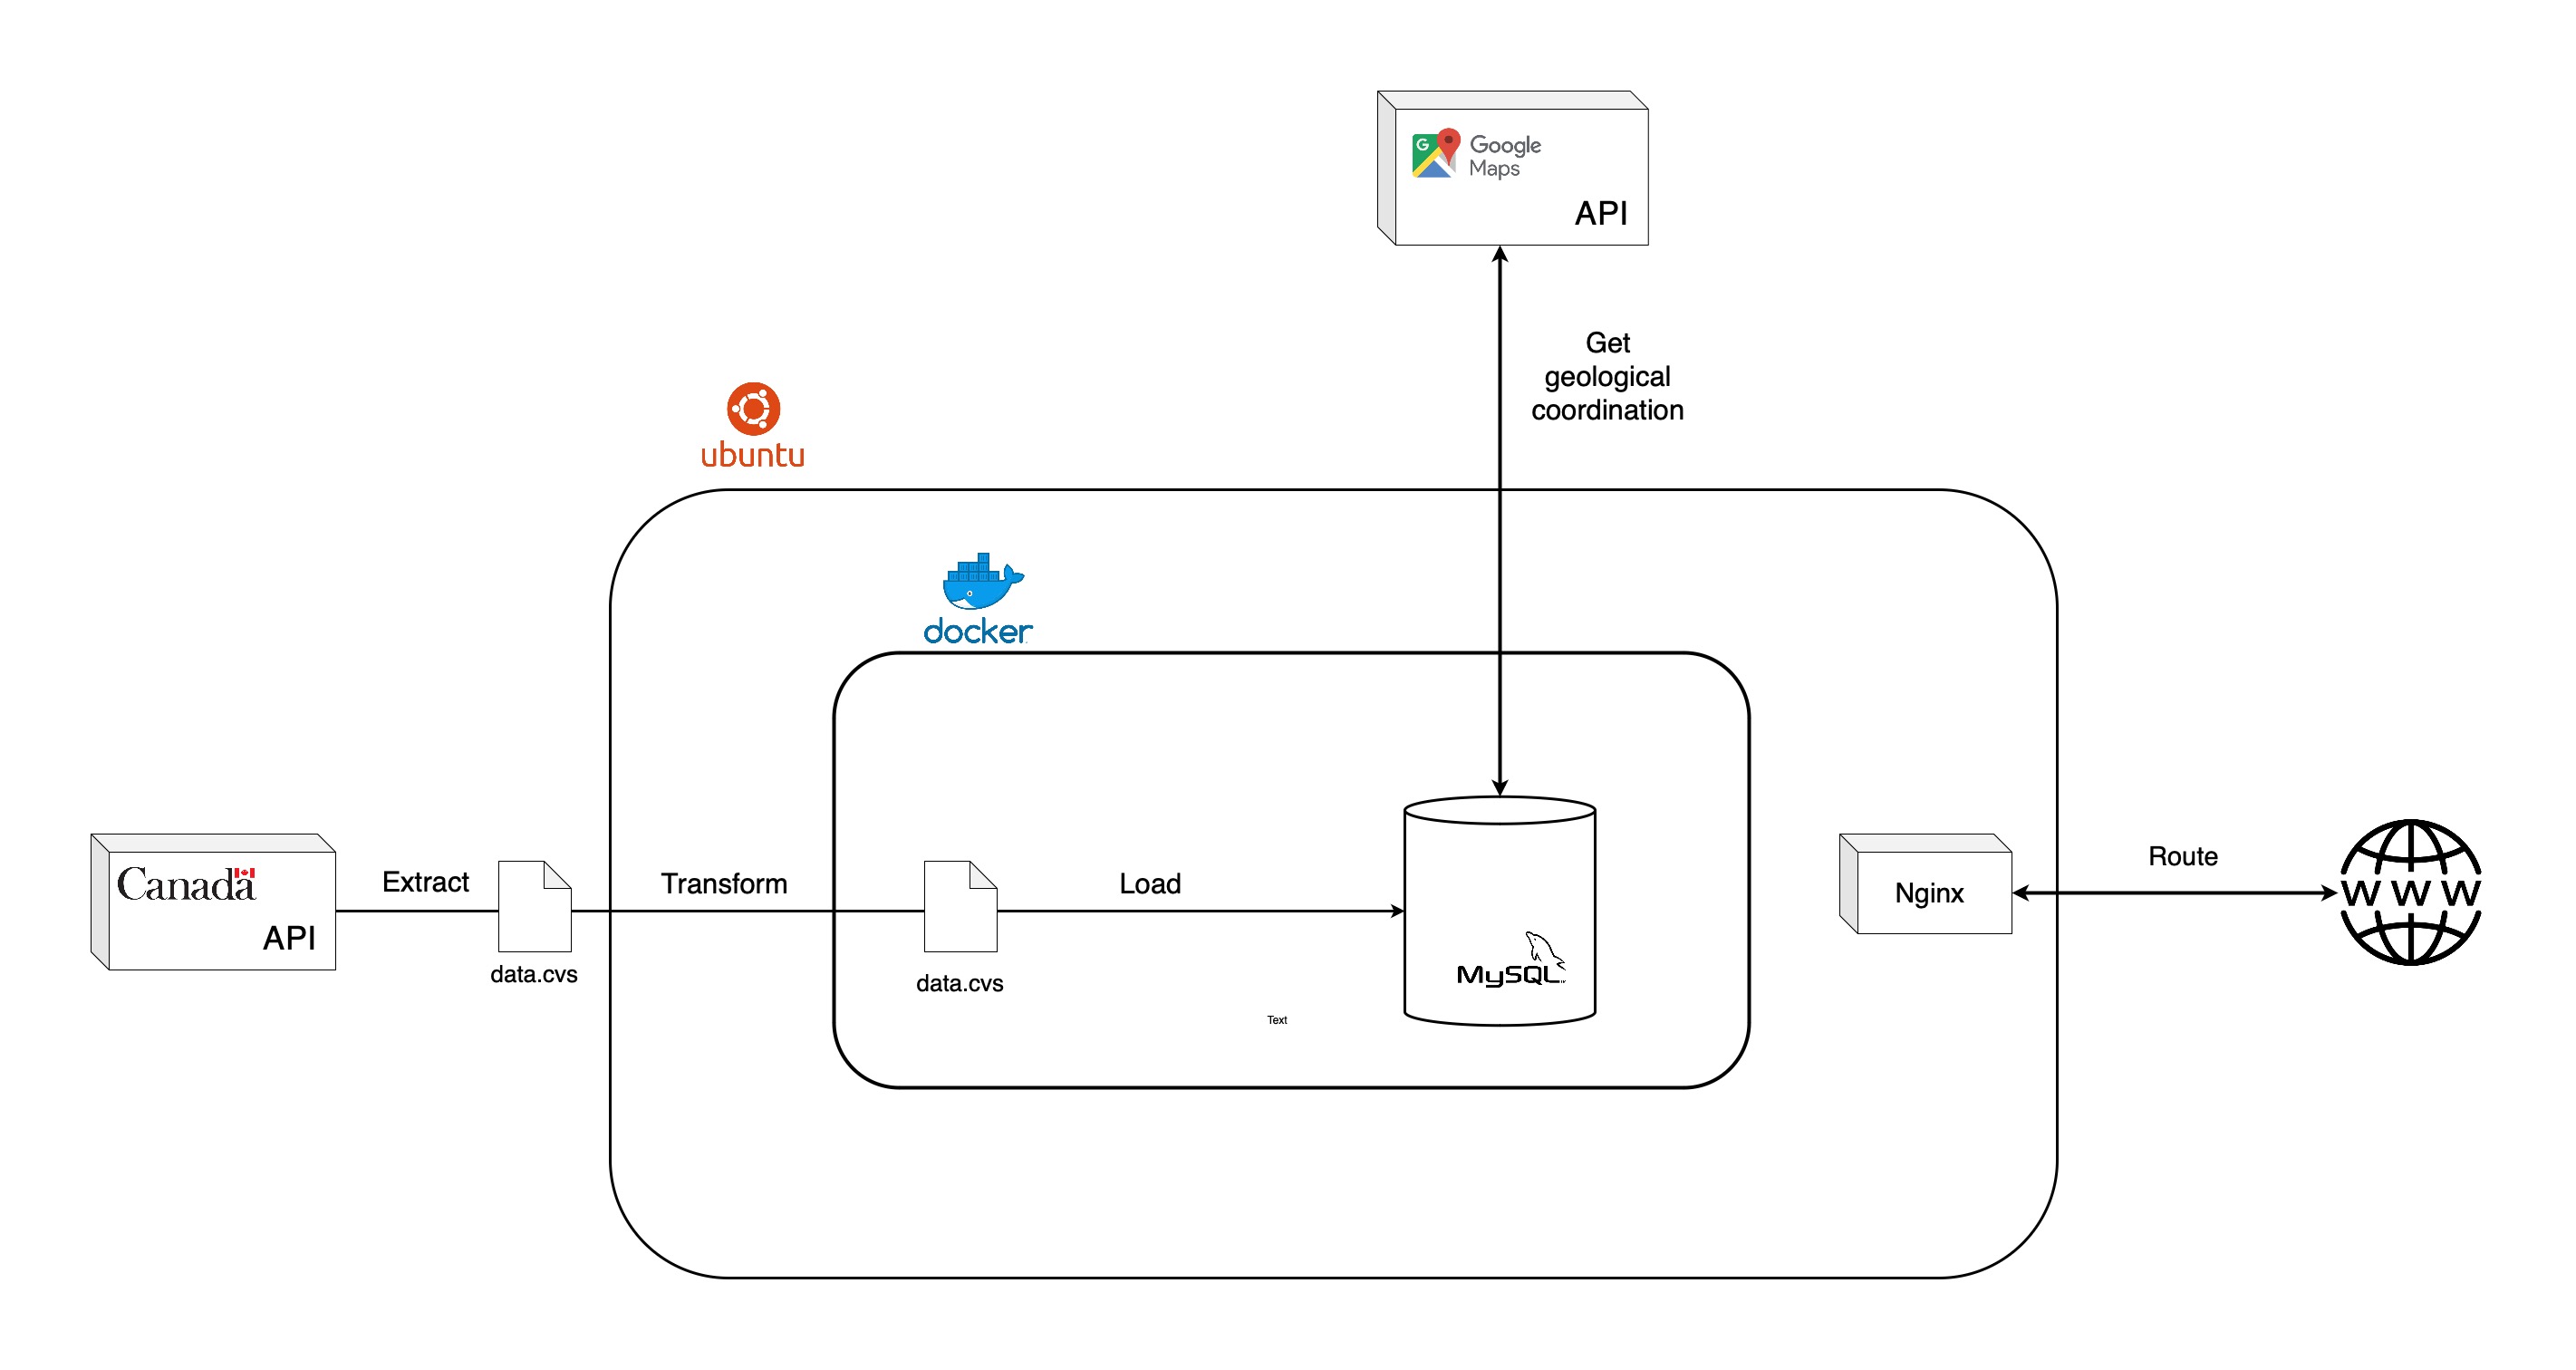 Google
Maps
API
Get
geological
coordination
ubuntu
docker
Canada
API
Extract
data.cvs
Transform
data.cvs
Load
MySQL
Text
Nginx
Route
WWW